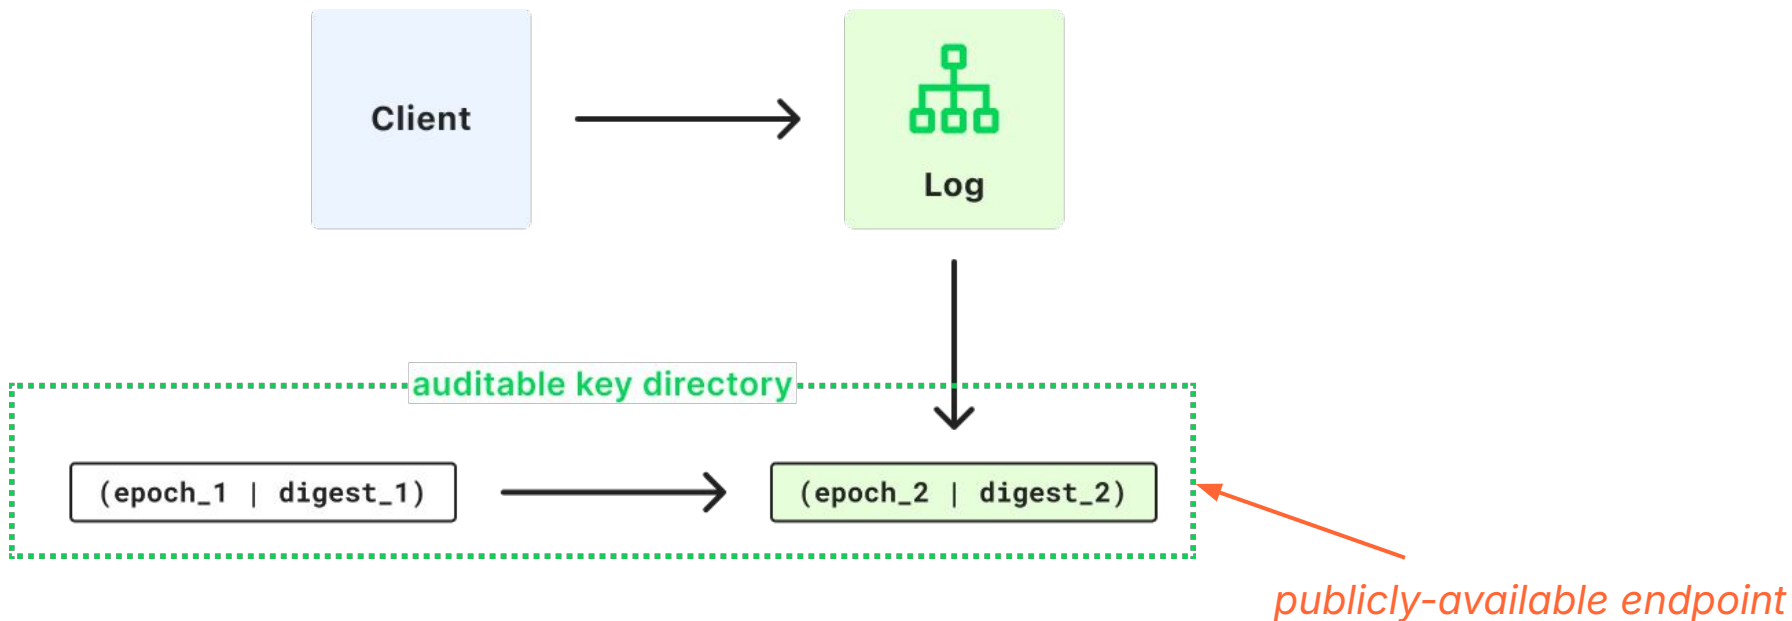 Client
Log
auditable key directory
(epoch_1 | digest_1)
(epoch_2 | digest_2)
publicly-available endpoint